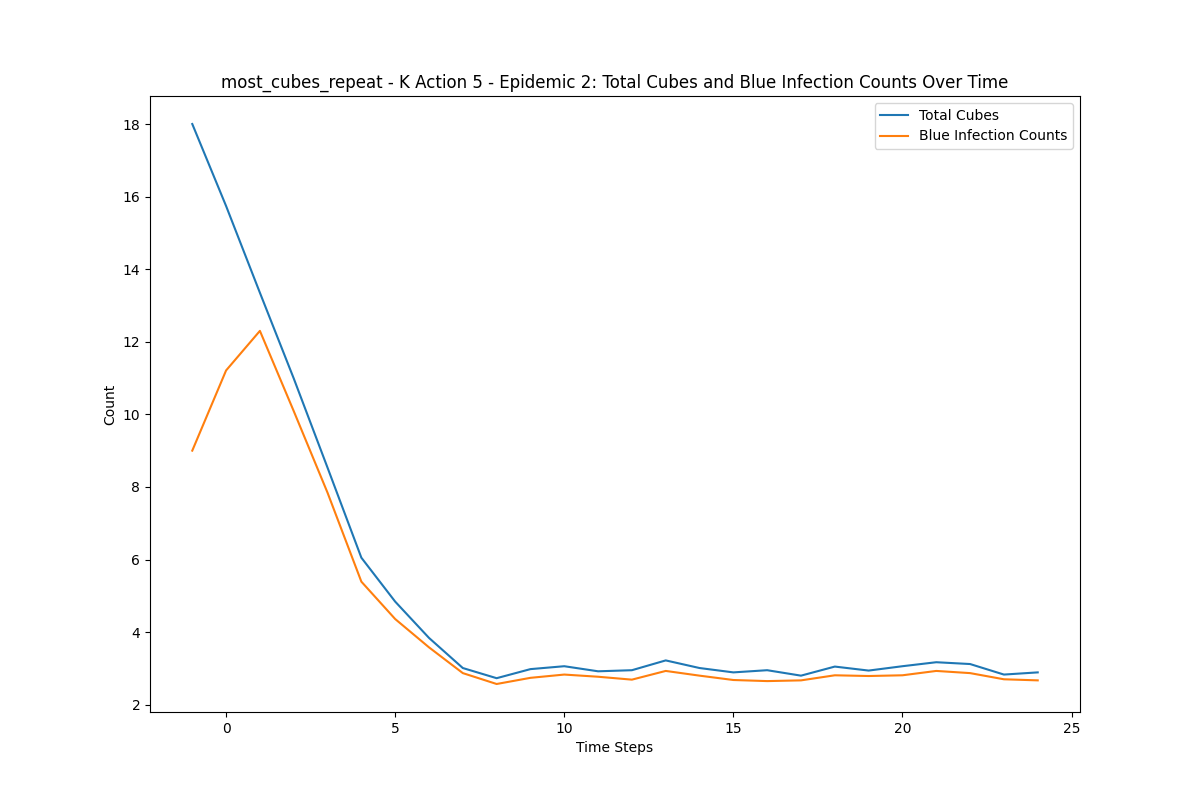 most_cubes_repeat - K Action 5 - Epidemic 2: Total Cubes and Blue Infection Counts Over Time
Total Cubes
Blue Infection Counts
18
16
14
12
10
8
6
4
2
Count
0 5 10 15 20 25
Time Steps